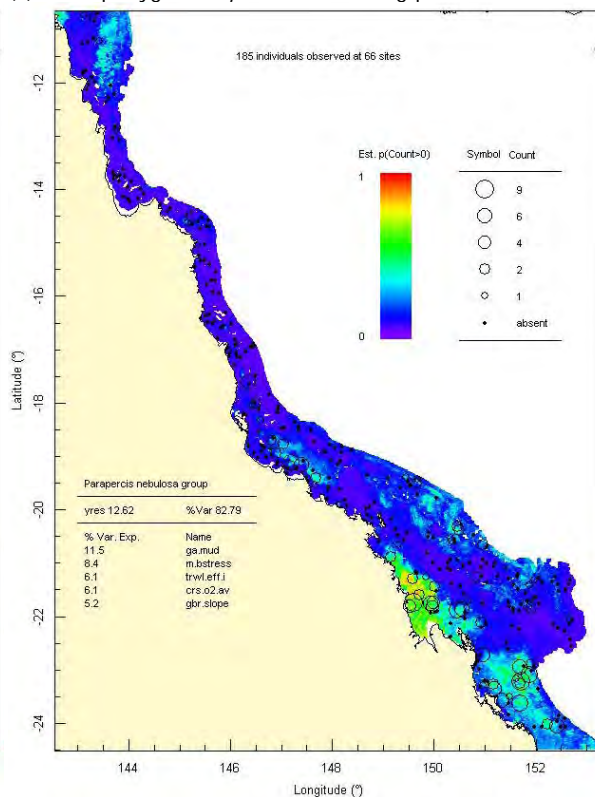 185 individuals observed at 66 sites
Est. p(Count>0)
1
0
Symbol Count
9
6
4
2
1
absent
Parapercis nebulosa group
yres 12.62 %Var 82.79
% Var. Exp. Name
11.5 ga.mud
8.4 m.bstress
6.1 trwl.eff.i
6.1 crs.o2.av
5.2 gbr.slope
Latitude (º)
-12
-14
-16
-18
-20
-22
-24
144 146 148 150 152
Longitude (º)